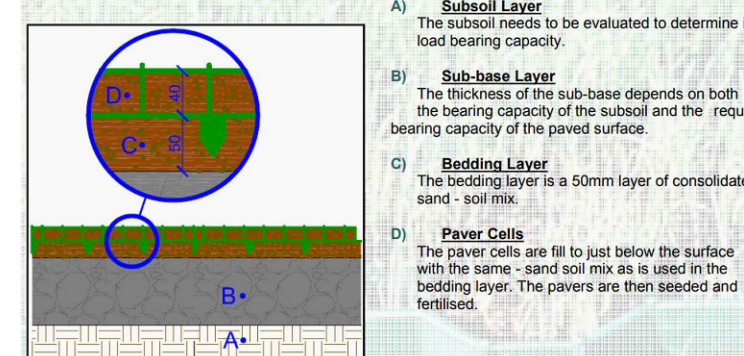 A) Subsoil Layer
The subsoil needs to be evaluated to determine
load bearing capacity.
B) Sub-base Layer
The thickness of the sub-base depends on both
the bearing capacity of the subsoil and the
bearing capacity of the paved surface.
C) Bedding Layer
The bedding layer is a 50mm layer of
sand - soil mix.
D) Paver Cells
The paver cells are fill to just below the surface
with the same - sand soil mix as is used in the
bedding layer. The pavers are then seeded and
fertilised.
D
40
C
50
B
A